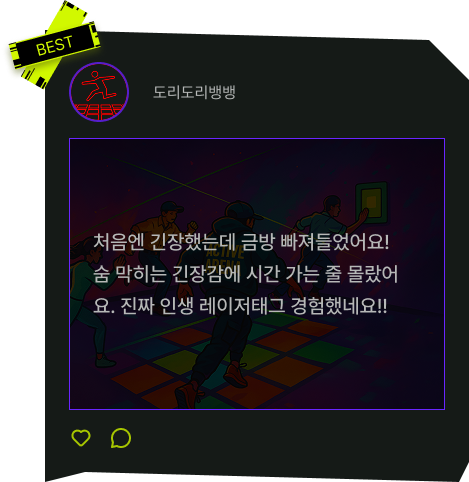 BEST
도리도리뱅뱅
ACTIVE
ARENA
처음엔 긴장했는데 금방 빠져들었어요!
숨 막히는 긴장감에 시간 가는 줄 몰랐어
요. 진짜 인생 레이저태그 경험했네요!!